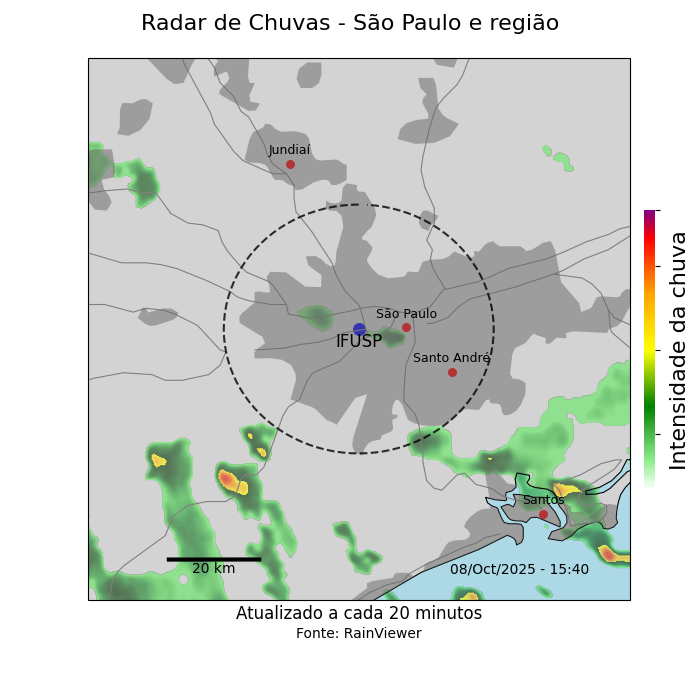 Radar de Chuvas - São Paulo e região
Jundiaí
São Paulo
IFUSP
Santo André
Intensidade da chuva
Santos
20 km
08/Oct/2025 - 15:40
Atualizado a cada 20 minutos
Fonte: RainViewer